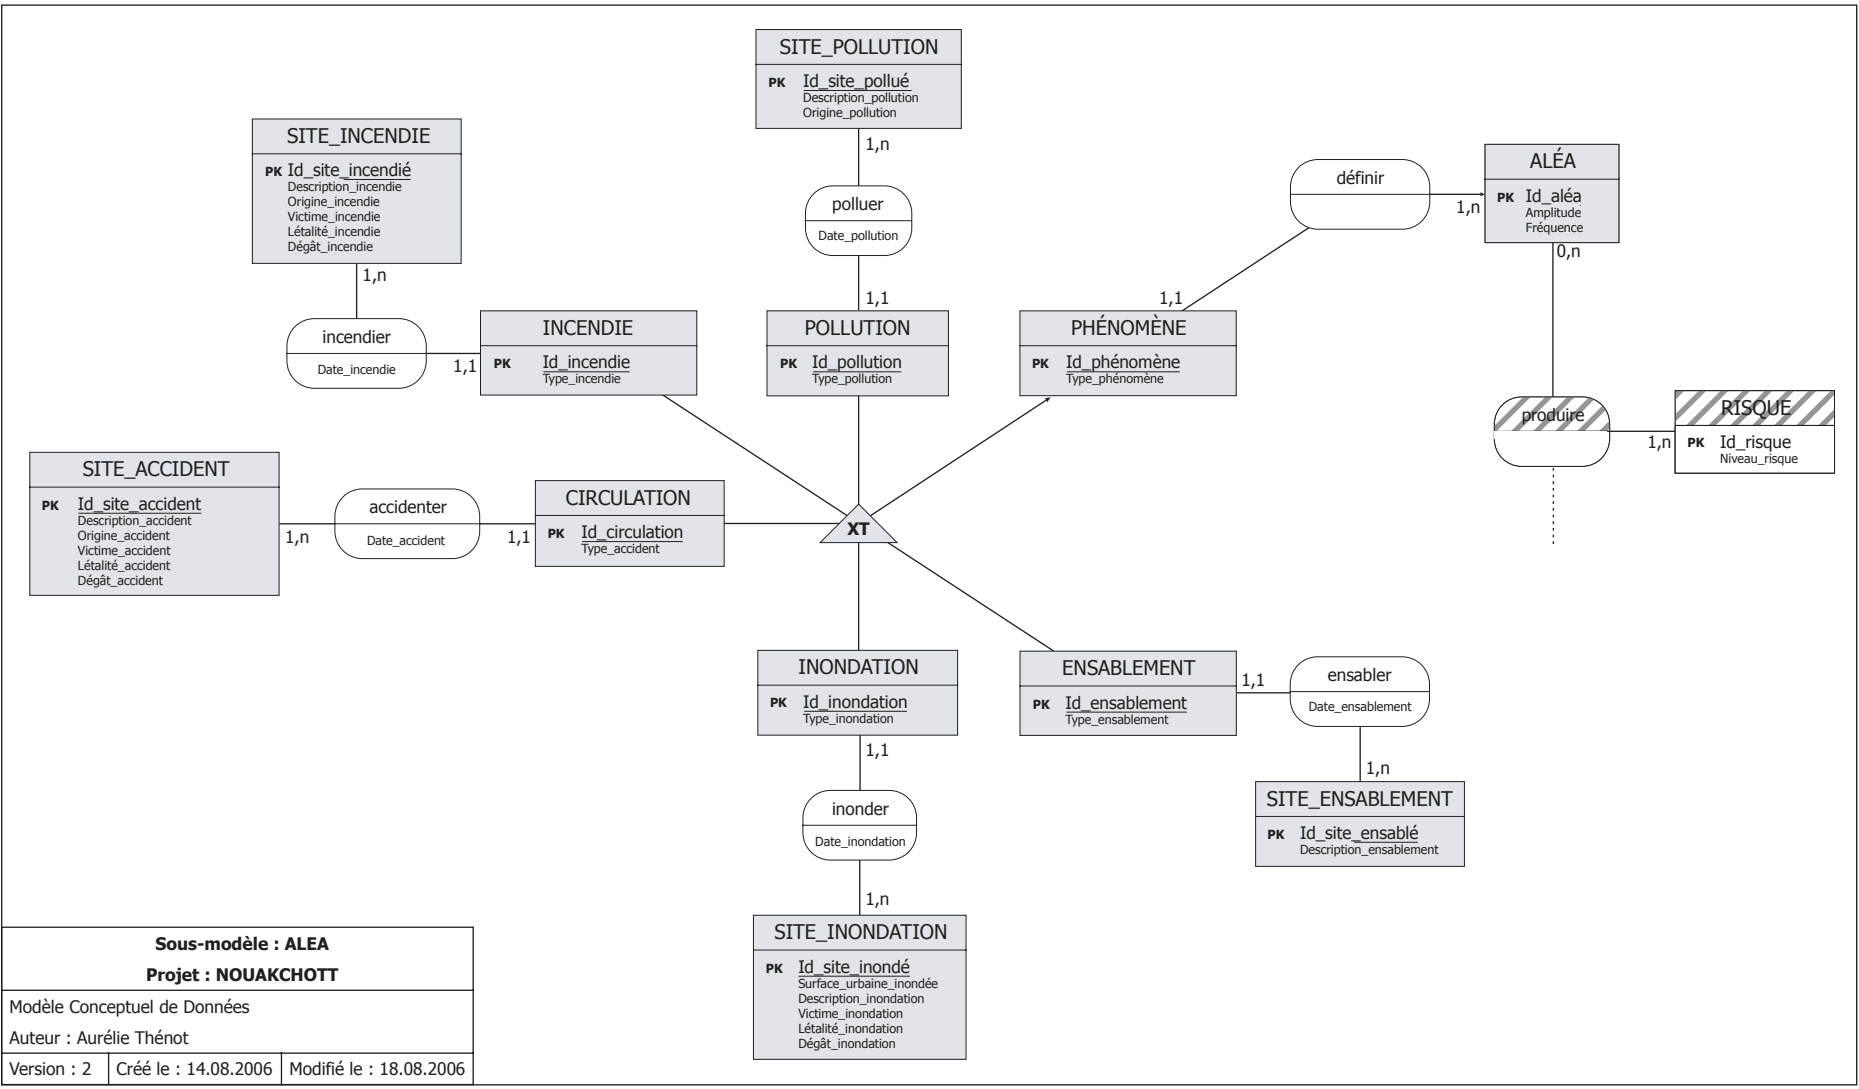 SITE_POLLUTION
PK Id_site_pollué
Description_pollution
Origine_pollution
1,n
polluer
Date_pollution
1,1
POLLUTION
PK Id_pollution
Type_pollution
SITE_INCENDIE
PK Id_site_incendié
Description_incendie
Origine_incendie
Victime_incendie
Létalité_incendie
Dégât_incendie
1,n
incendier
Date_incendie
1,1
INCENDIE
PK Id_incendie
Type_incendie
définir
1,n
1,1
ALÉA
PK Id_aléa
Amplitude
Fréquence
0,n
PHÉNOMÈNE
PK Id_phénomène
Type_phénomène
produire
1,n
RISQUE
PK Id_risque
Niveau_risque
SITE_ACCIDENT
PK Id_site_accident
Description_accident
Origine_accident
Victime_accident
Létalité_accident
Dégât_accident
1,n
accidenter
Date_accident
1,1
CIRCULATION
PK Id_circulation
Type_accident
XT
INONDATION
PK Id_inondation
Type_inondation
1,1
inonder
Date_inondation
1,n
SITE_INONDATION
PK Id_site_inondé
Surface_urbaine_inondée
Description_inondation
Victime_inondation
Létalité_inondation
Dégât_inondation
ENSABLEMENT
PK Id_ensablement
Type_ensablement
1,1
ensabler
Date_ensablement
1,n
SITE_ENSABLEMENT
PK Id_site_ensablé
Description_ensablement
Sous-modèle : ALEA
Projet : NOUAKCHOTT
Modèle Conceptuel de Données
Auteur : Aurélie Thénot
Version : 2 Créé le : 14.08.2006 Modifié le : 18.08.2006